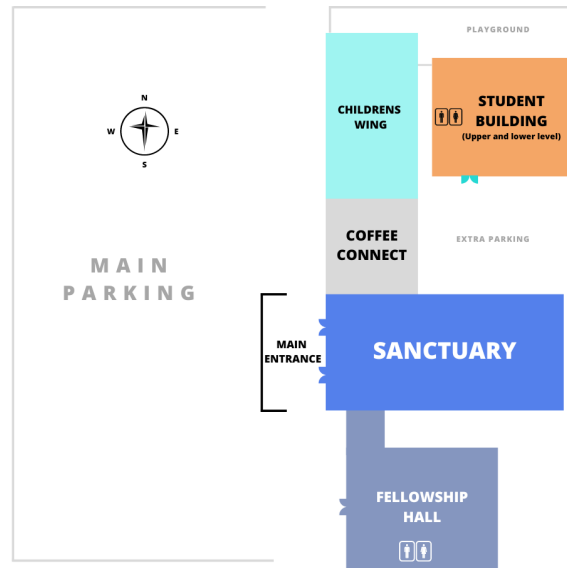 PLAYGROUND
STUDENT
BUILDING
(Upper and lower level)
CHILDRENS
WING
N
W E
S
COFFEE
CONNECT
EXTRA PARKING
MAIN
PARKING
MAIN
ENTRANCE
SANCTUARY
FELLOWSHIP
HALL